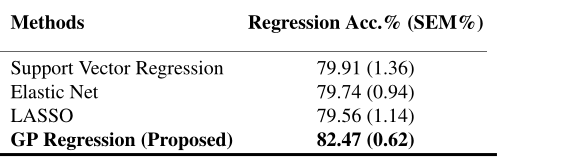 Methods Regression Acc.% (SEM%)
Support Vector Regression 79.91 (1.36)
Elastic Net 79.74 (0.94)
LASSO 79.56 (1.14)
GP Regression (Proposed) 82.47 (0.62)